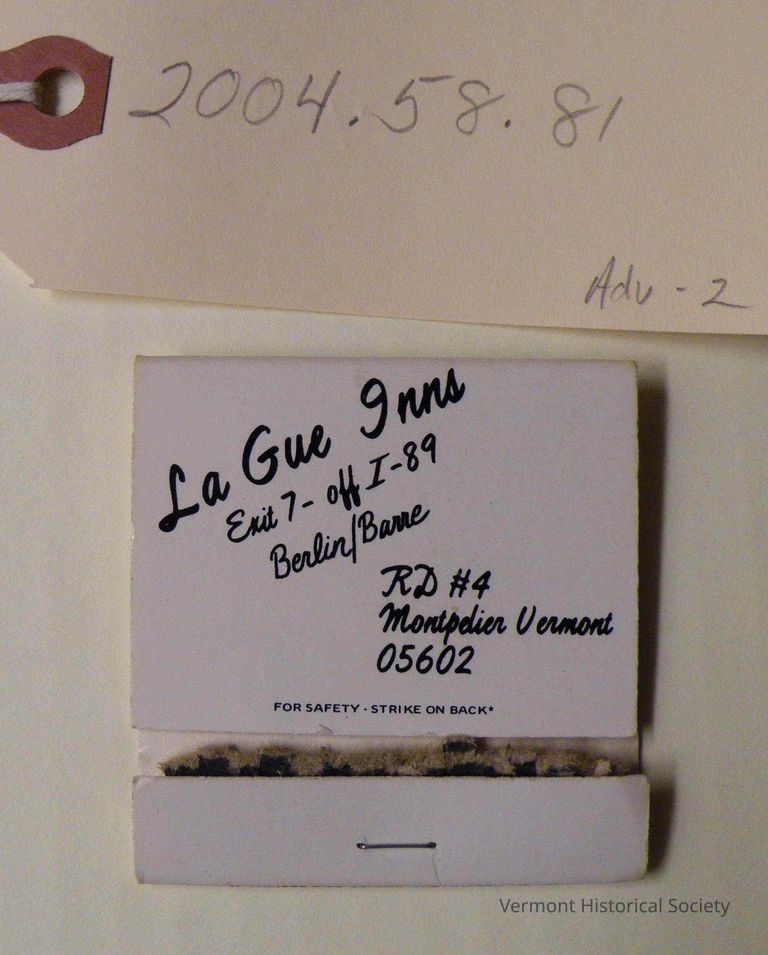 2004.58.81
Adv - 2
La Gue Inns
Exit 7 - off I-89
Berlin/Barre
RD #4
Montpelier Vermont
05602
FOR SAFETY - STRIKE ON BACK*
Vermont Historical Society